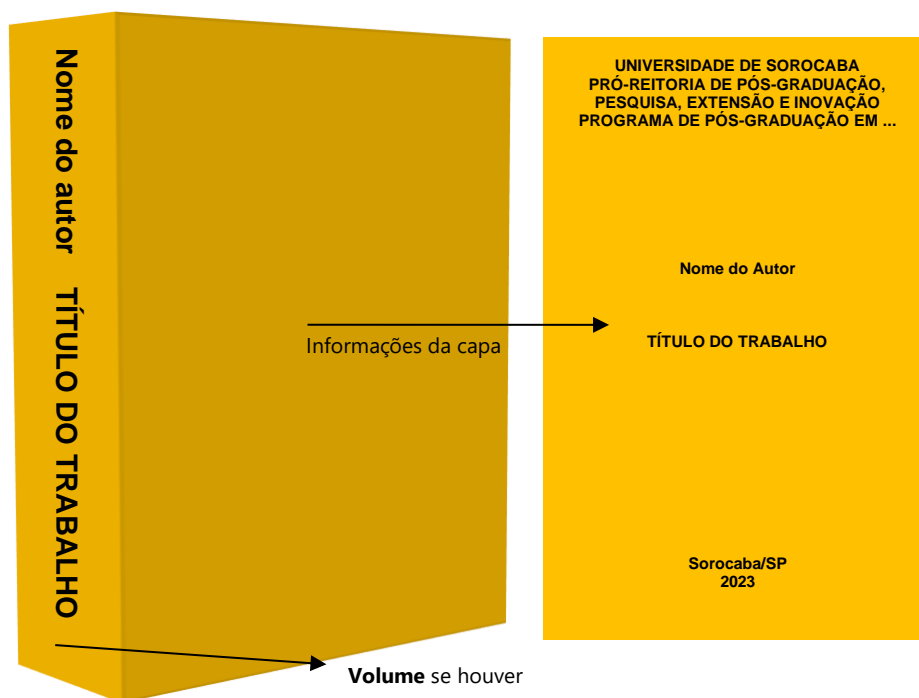 Nome do autor TÍTULO DO TRABALHO
Informações da capa
Volume se houver
UNIVERSIDADE DE SOROCABA
PRÓ-REITORIA DE PÓS-GRADUAÇÃO,
PESQUISA, EXTENSÃO E INOVAÇÃO
PROGRAMA DE PÓS-GRADUAÇÃO EM ...
Nome do Autor
TÍTULO DO TRABALHO
Sorocaba/SP
2023